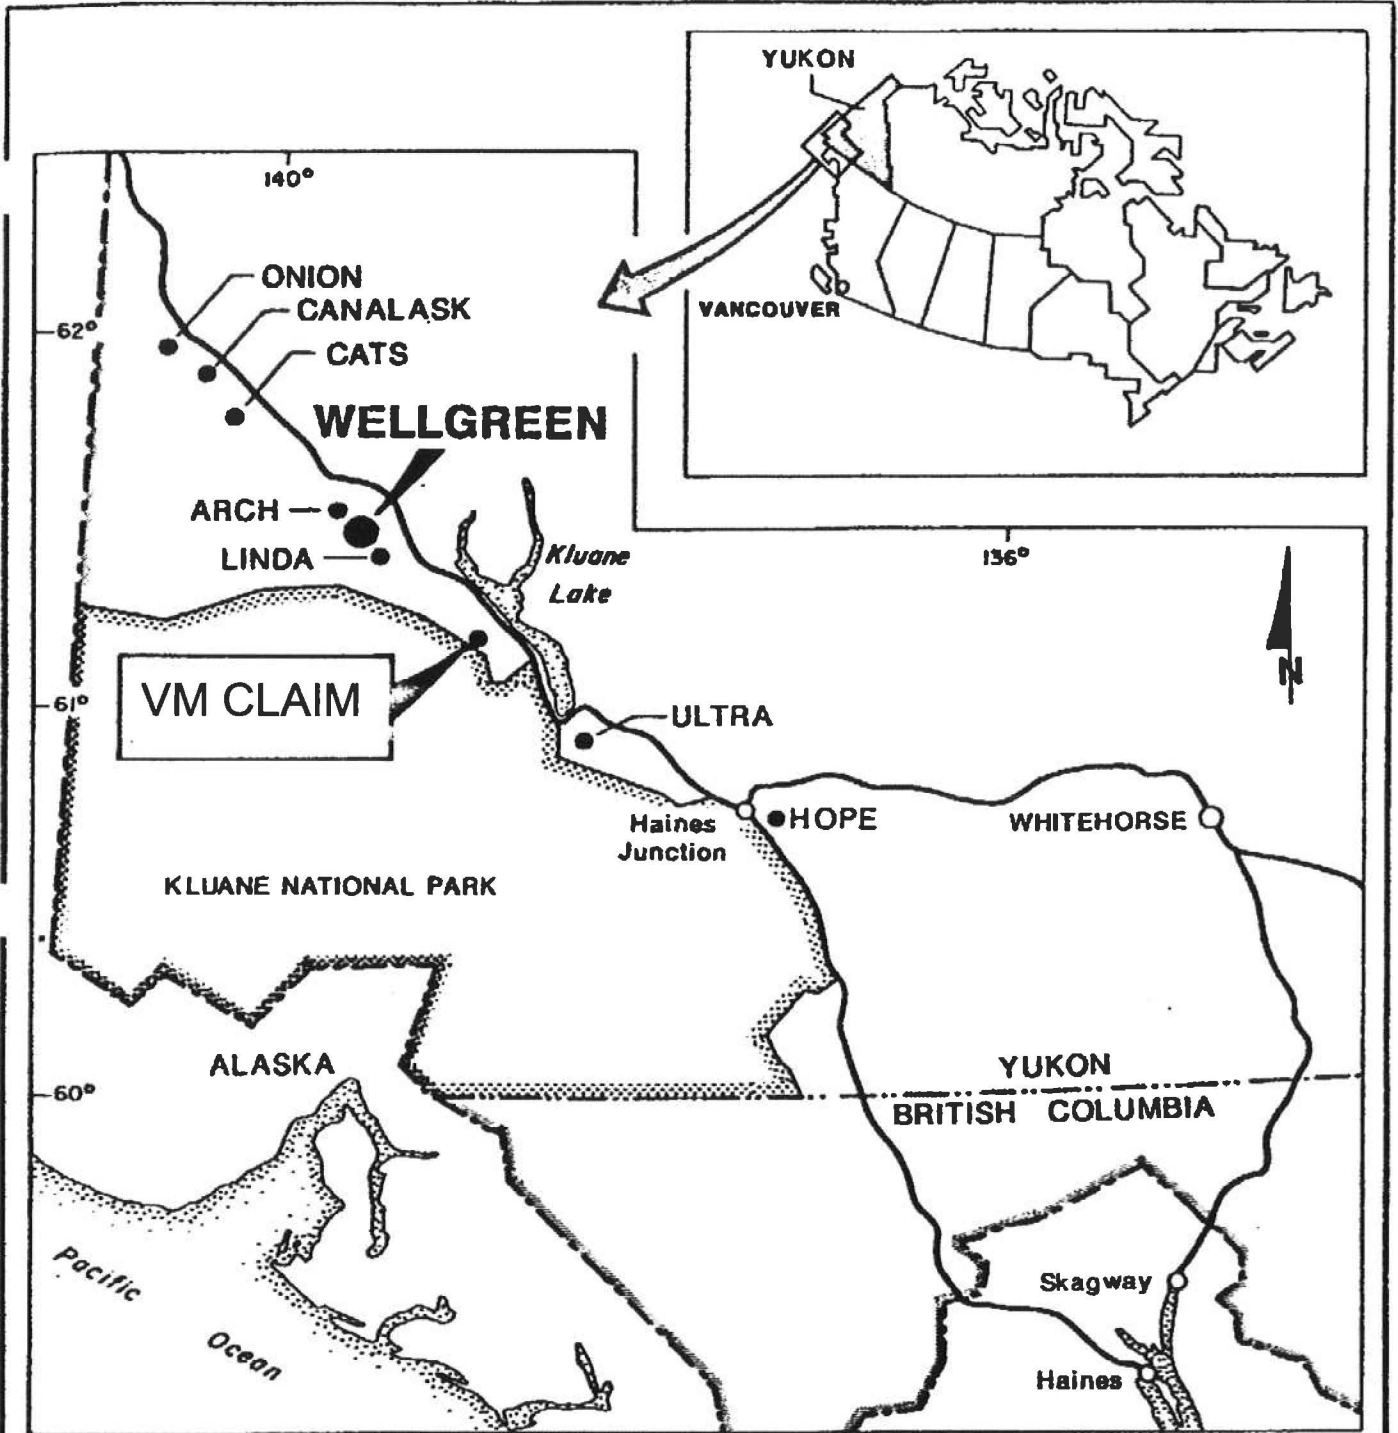 YUKON
VANCOUVER
140°
ONION
62°
CANALASK
CATS
WELLGREEN
ARCH
LINDA
Kluane
Lake
136°
N
VM CLAIM
61°
ULTRA
Haines
Junction
HOPE
WHITEHORSE
KLUANE NATIONAL PARK
ALASKA
YUKON
60°
BRITISH COLUMBIA
Pacific
Ocean
Skagway
Haines